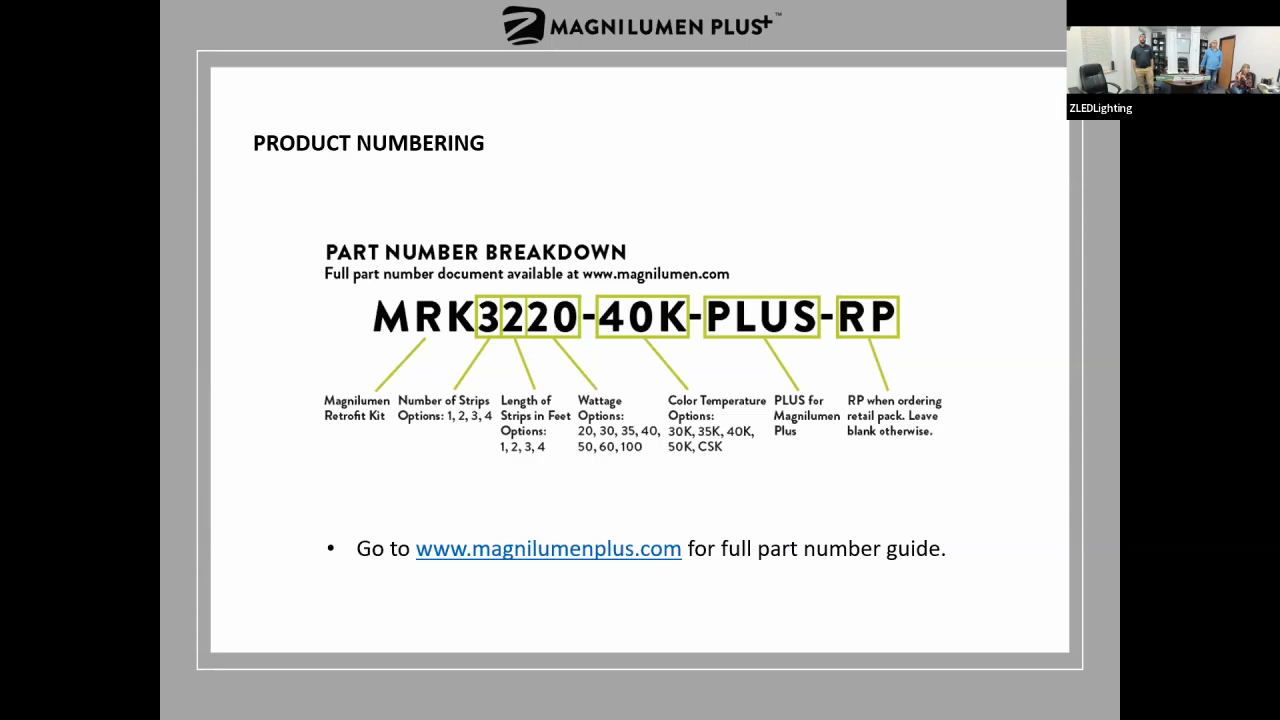 MAGNILUMEN PLUS+™
ZLEDLighting
PRODUCT NUMBERING
PART NUMBER BREAKDOWN
Full part number document available at www.magnilumen.com
MRK3220-40K-PLUS-RP
Magnilumen
Retrofit Kit
Number of Strips
Options: 1, 2, 3, 4
Length of
Strips in Feet
Options:
1, 2, 3, 4
Wattage
Options:
20, 30, 35, 40,
50, 60, 100
Color Temperature
Options:
30K, 35K, 40K,
50K, CSK
PLUS for
Magnilumen
Plus
RP when ordering
retail pack. Leave
blank otherwise.
• Go to www.magnilumenplus.com for full part number guide.